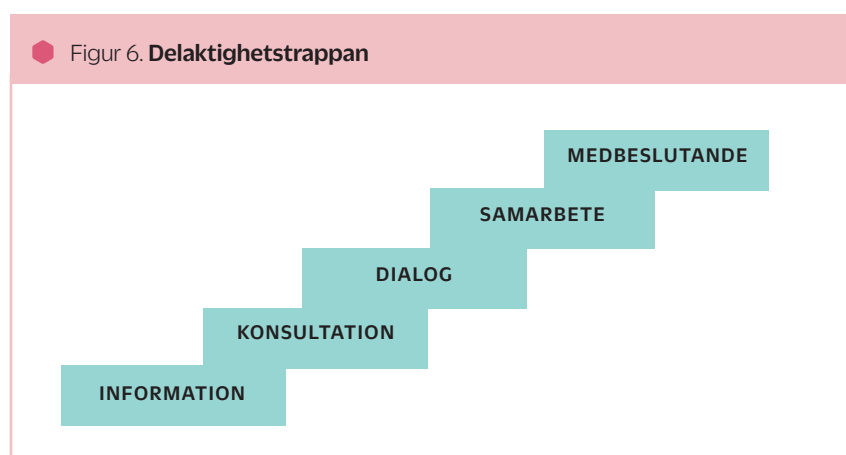 Figur 6. Delaktighetstrappan
MEDBESLUTANDE
SAMARBETE
DIALOG
KONSULTATION
INFORMATION